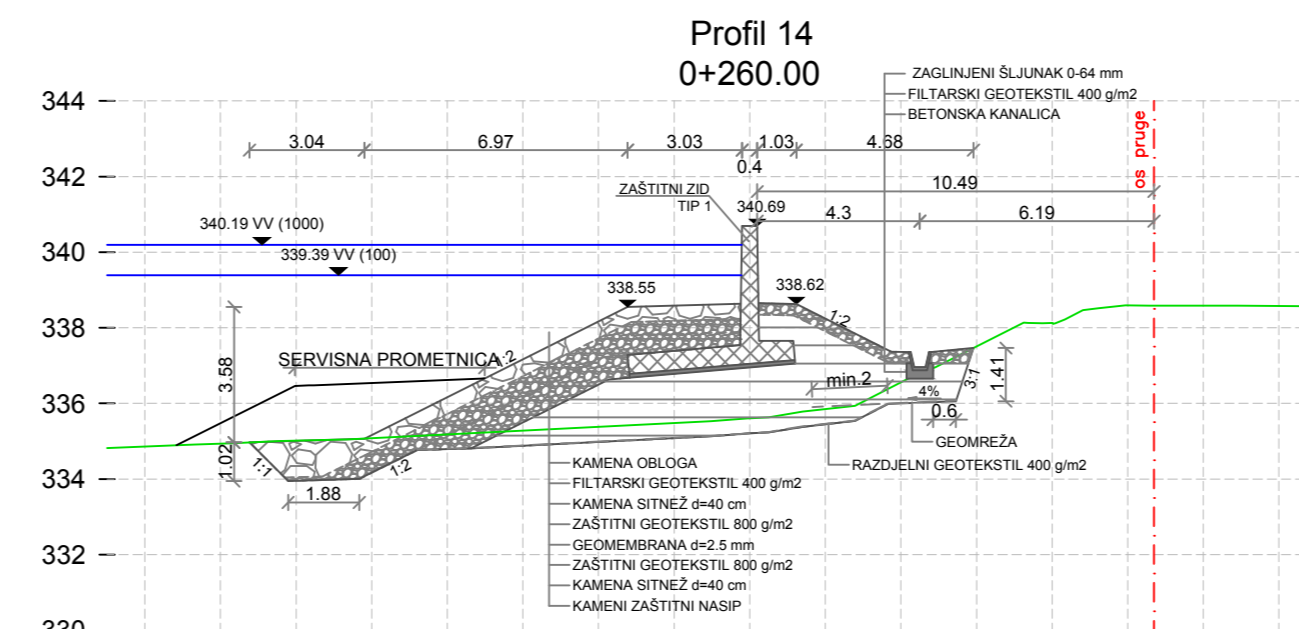 Profil 14
0+260.00
ZAGLINJENI ŠLJUNAK 0-64 mm
FILTARSKI GEOTEKSTIL 400 g/m2
BETONSKA KANALICA
344
342
340
338
336
334
332
330
3.04
6.97
3.03
0.4
1.03
4.68
10.49
4.3
6.19
os pruge
ZAŠTITNI ZID
TIP 1
340.69
340.19 VV (1000)
339.39 VV (100)
338.55
338.62
1:2
SERVISNA PROMETNICA
:2
3.58
1.02
1:1
1.88
1:2
min.2
4%
3:1
1.41
0.6
GEOMREŽA
RAZDJELNI GEOTEKSTIL 400 g/m2
KAMENA OBLOGA
FILTARSKI GEOTEKSTIL 400 g/m2
KAMENA SITNEŽ d=40 cm
ZAŠTITNI GEOTEKSTIL 800 g/m2
GEOMEMBRANA d=2.5 mm
ZAŠTITNI GEOTEKSTIL 800 g/m2
KAMENA SITNEŽ d=40 cm
KAMENI ZAŠTITNI NASIP